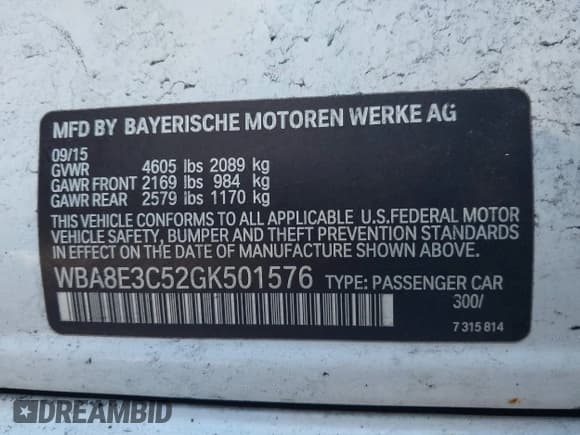 MFD BY BAYERISCHE MOTOREN WERKE AG
09/15
GVWR 4605 lbs 2089 kg
GAWR FRONT 2169 lbs 984 kg
GAWR REAR 2579 lbs 1170 kg
THIS VEHICLE CONFORMS TO ALL APPLICABLE U.S.FEDERAL MOTOR
VEHICLE SAFETY, BUMPER AND THEFT PREVENTION STANDARDS
IN EFFECT ON THE DATE OF MANUFACTURE SHOWN ABOVE.
WBA8E3C52GK501576 TYPE: PASSENGER CAR
300/
7 315 814
DREAMBID